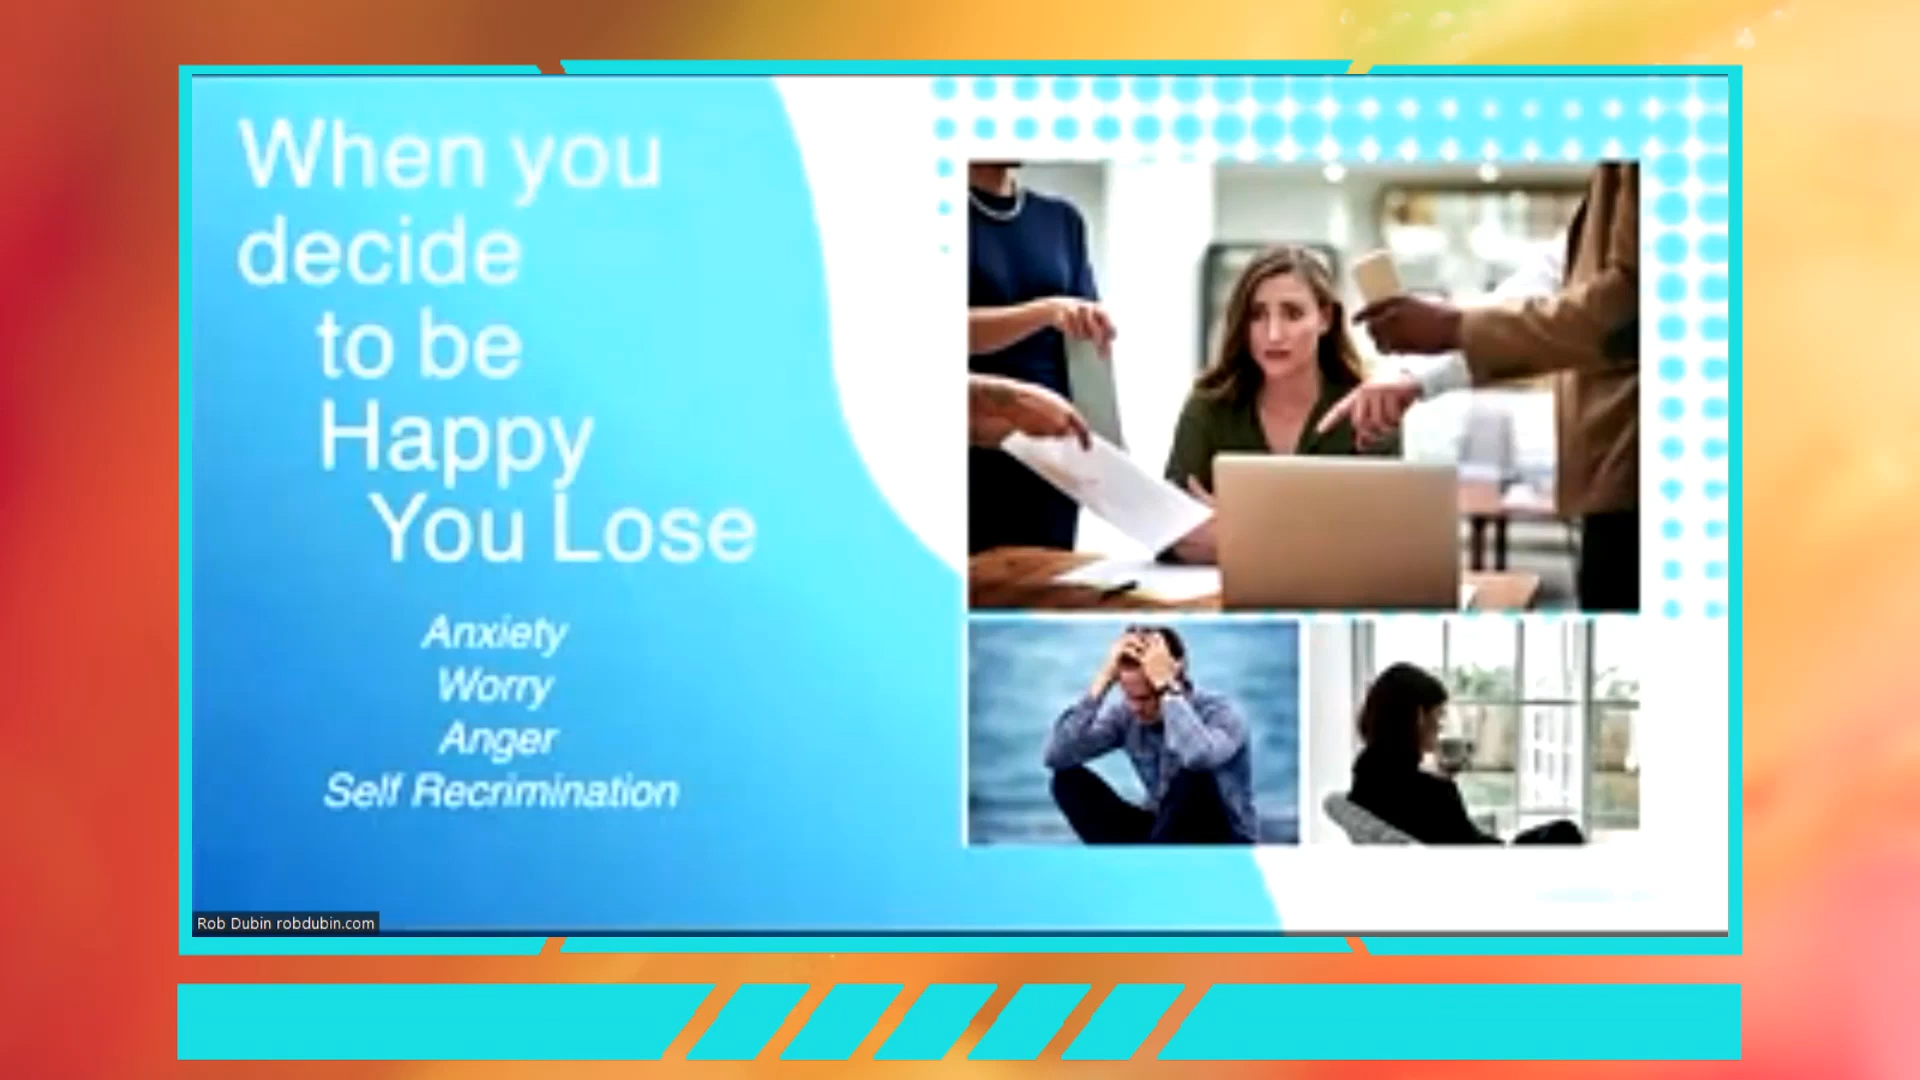 When you
decide
to be
Happy
You Lose
Anxiety
Worry
Anger
Self Recrimination
Rob Dubin robdubin.com